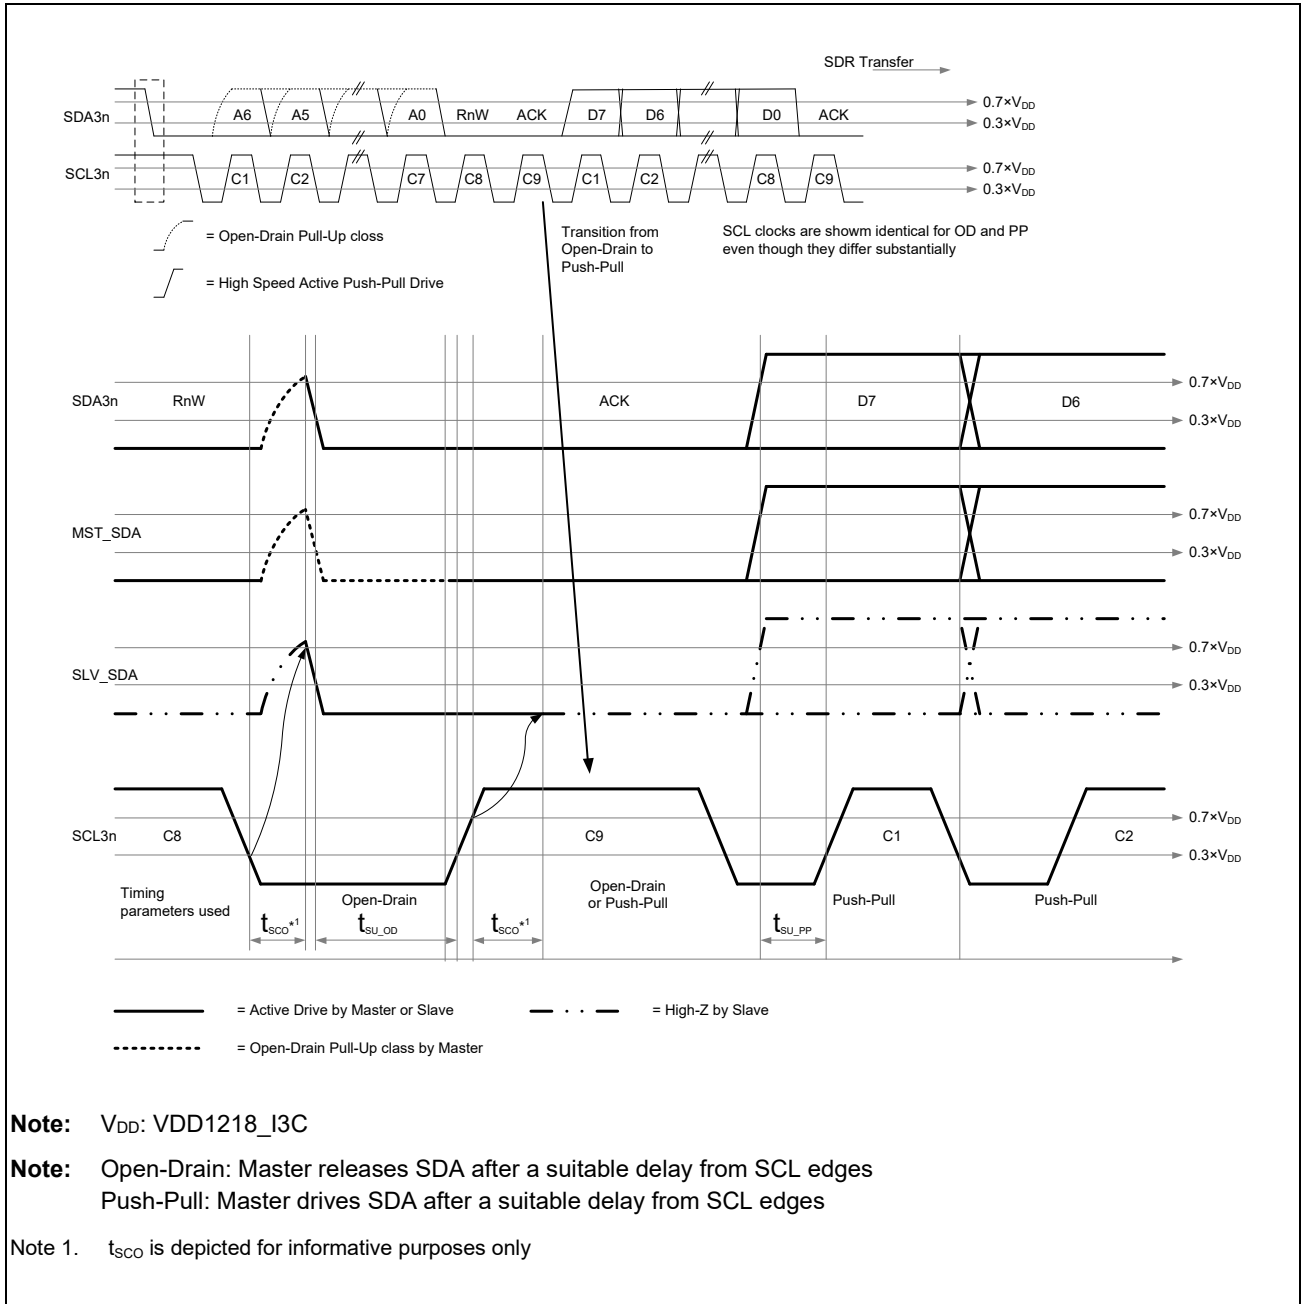 SDR Transfer
SDA3n A6 A5 A0 RnW ACK D7 D6 D0 ACK
0.7×VDD
0.3×VDD
SCL3n C1 C2 C7 C8 C9 C1 C2 C8 C9
0.7×VDD
0.3×VDD
= Open-Drain Pull-Up closs
= High Speed Active Push-Pull Drive
Transition from
Open-Drain to
Push-Pull
SCL clocks are showm identical for OD and PP
even though they differ substantially
SDA3n RnW ACK D7 D6
0.7×VDD
0.3×VDD
MST_SDA
0.7×VDD
0.3×VDD
SLV_SDA
0.7×VDD
0.3×VDD
SCL3n C8 C9 C1 C2
0.7×VDD
0.3×VDD
Timing
parameters used
Open-Drain
Open-Drain
or Push-Pull
Push-Pull
Push-Pull
tSCO*1 tSU_OD tSCO*1 tSU_PP
= Active Drive by Master or Slave
= High-Z by Slave
= Open-Drain Pull-Up class by Master
Note: VDD: VDD1218_I3C
Note: Open-Drain: Master releases SDA after a suitable delay from SCL edges
Push-Pull: Master drives SDA after a suitable delay from SCL edges
Note 1. tSCO is depicted for informative purposes only